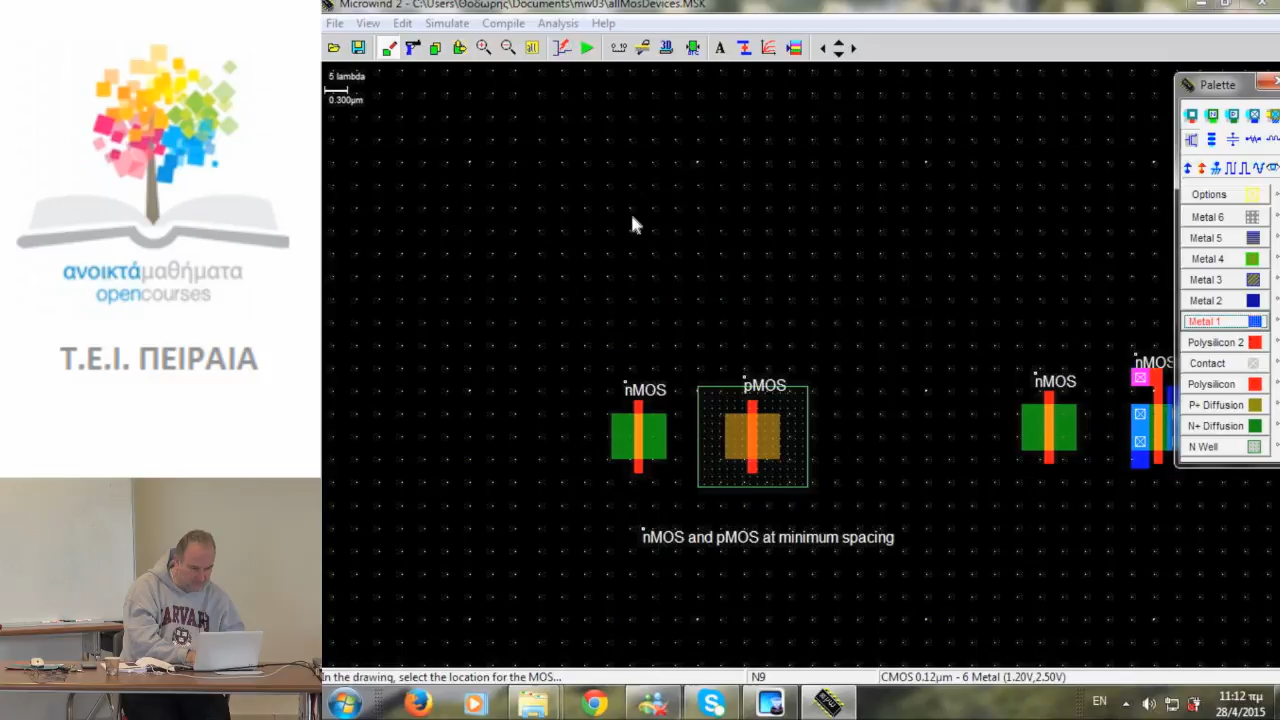 ανοικτάμαθήματα
opencourses
Τ.Ε.Ι. ΠΕΙΡΑΙΑ
HARVARD
Microwind 2 - C:\Users\Θοδωρής\Documents\mw03\allMosDevices.MSK
File View Edit Simulate Compile Analysis Help
5 lambda
0.300µm
nMOS
pMOS
nMOS and pMOS at minimum spacing
nMOS
nMOS
Palette
Options
Metal 6
Metal 5
Metal 4
Metal 3
Metal 2
Metal 1
Polysilicon 2
Contact
Polysilicon
P+ Diffusion
N+ Diffusion
N Well
In the drawing, select the location for the MOS...
N9
CMOS 0.12µm - 6 Metal (1.20V,2.50V)
EN
11:12 πμ
28/4/2015